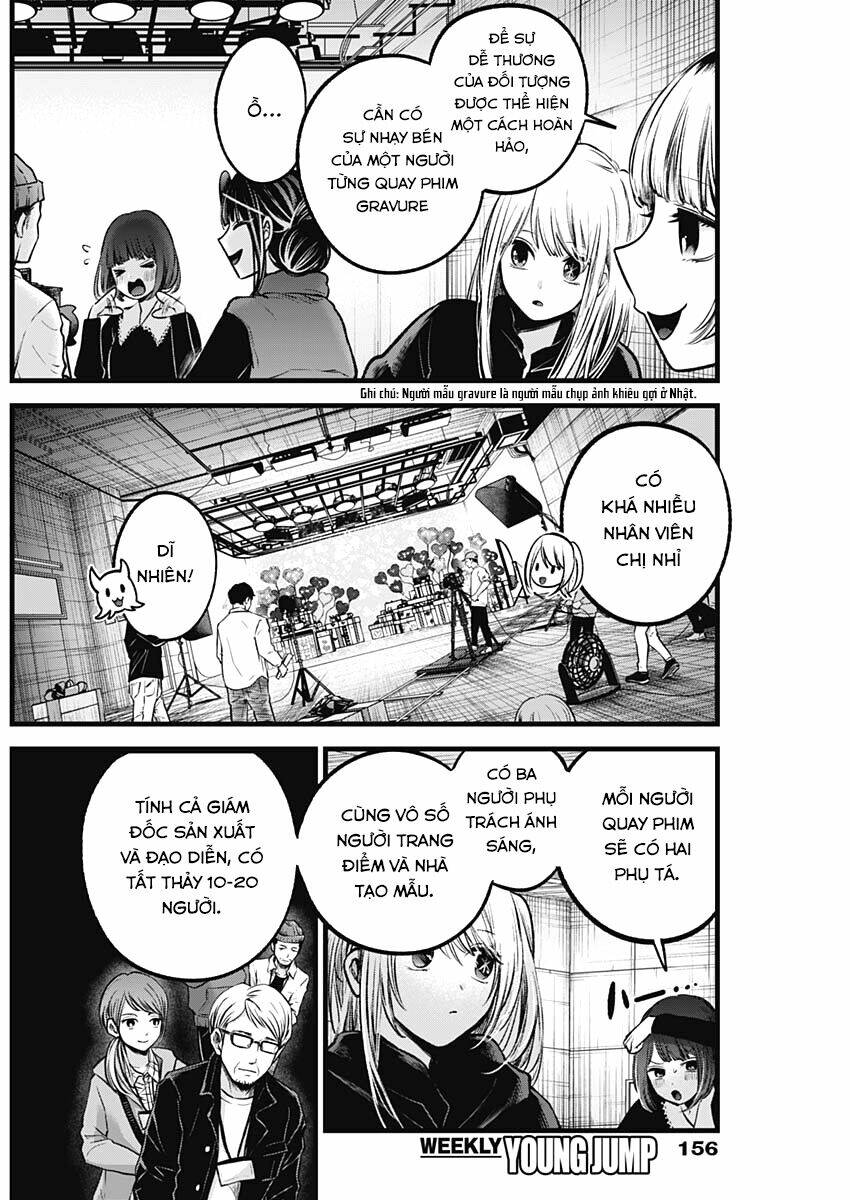 ĐỂ SỰ
DỄ THƯƠNG
CỦA ĐỐI TƯỢNG
ĐƯỢC THỂ HIỆN
MỘT CÁCH HOÀN
HẢO,
CẦN CÓ
SỰ NHẠY BÉN
CỦA MỘT NGƯỜI
TỪNG QUAY PHIM
GRAVURE
Ồ...
Ghi chú: Người mẫu gravure là người mẫu chụp ảnh khiêu gợi ở Nhật.
CÓ
KHÁ NHIỀU
NHÂN VIÊN
CHỊ NHỈ
DĨ
NHIÊN!
MỖI NGƯỜI
QUAY PHIM
SẼ CÓ HAI
PHỤ TÁ.
CÓ BA
NGƯỜI PHỤ
TRÁCH ÁNH
SÁNG,
CÙNG VÔ SỐ
NGƯỜI TRANG
ĐIỂM VÀ NHÀ
TẠO MẪU.
TÍNH CẢ GIÁM
ĐỐC SẢN XUẤT
VÀ ĐẠO DIỄN, CÓ
TẤT THẢY 10-20
NGƯỜI.
WEEKLY YOUNG JUMP 156